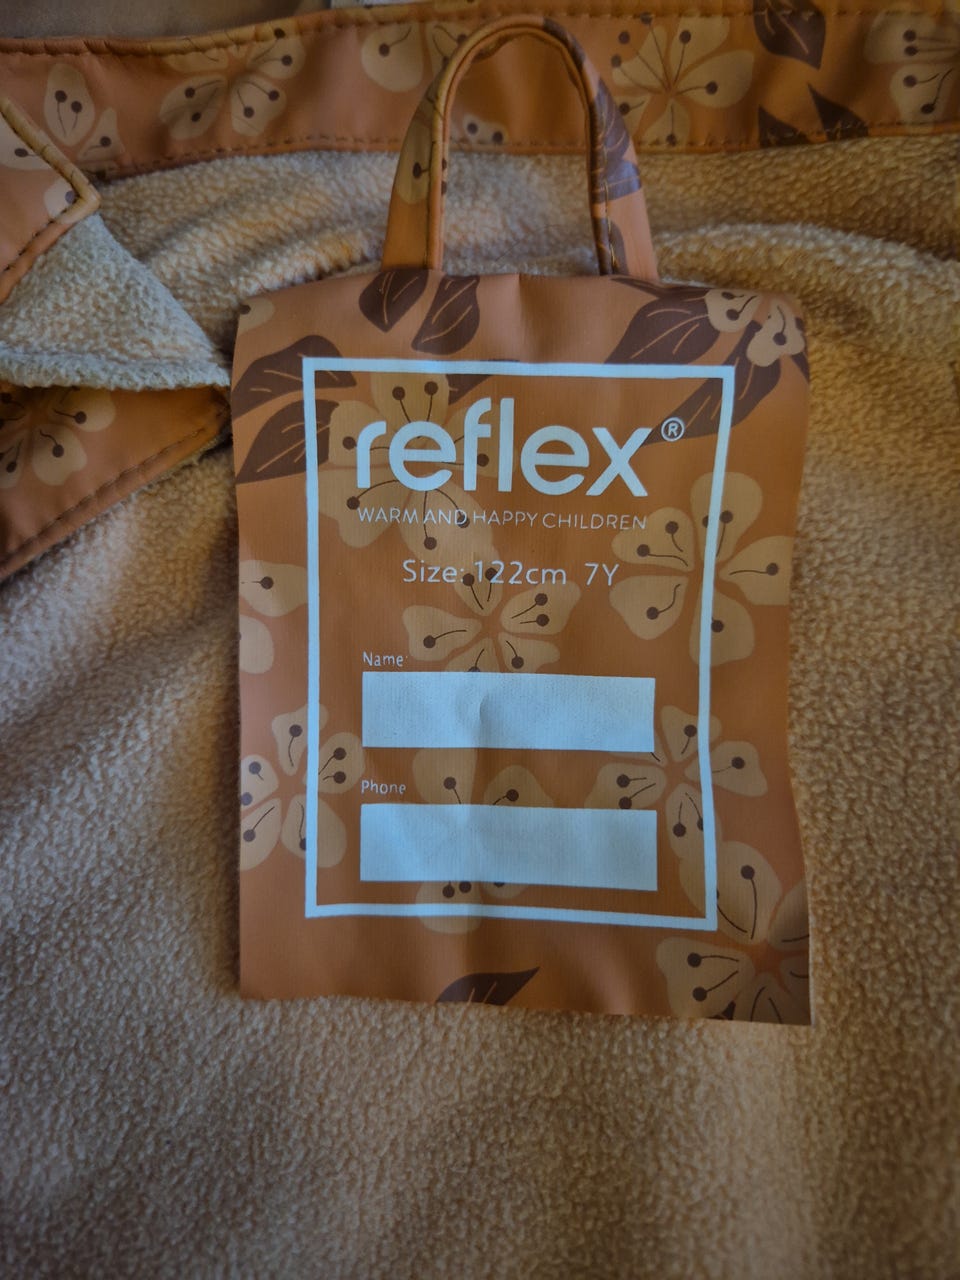 reflex®
WARM AND HAPPY CHILDREN
Size: 122cm 7Y
Name
Phone